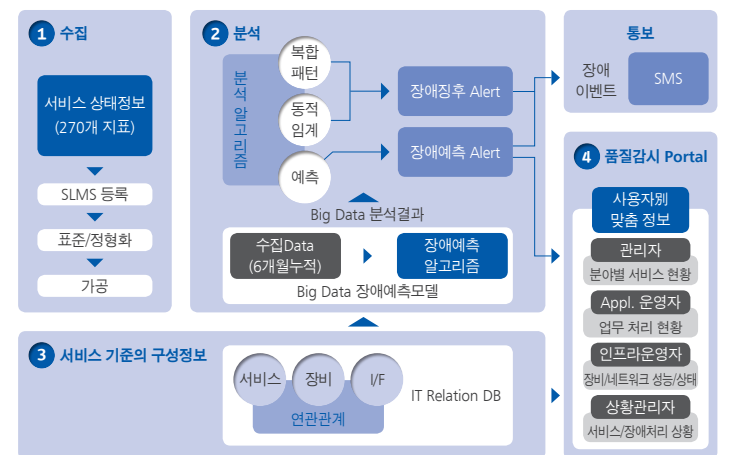 1 수집
서비스 상태정보
(270개 지표)
SLMS 등록
표준/정형화
가공
2 분석
분석 알고리즘
복합
패턴
동적
임계
예측
장애징후 Alert
장애예측 Alert
Big Data 분석결과
수집Data
(6개월누적)
장애예측
알고리즘
Big Data 장애예측모델
통보
장애
이벤트
SMS
3 서비스 기준의 구성정보
서비스
장비
I/F
연관관계
IT Relation DB
4 품질감시 Portal
사용자별
맞춤 정보
관리자
분야별 서비스 현황
Appl. 운영자
업무 처리 현황
인프라운영자
장비/네트워크 성능/상태
상황관리자
서비스/장애처리 상황